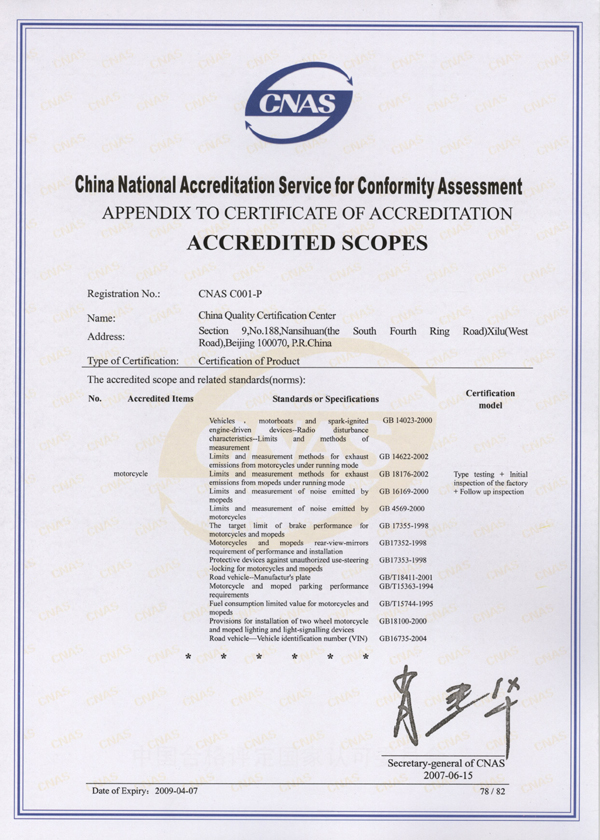 CNAS
China National Accreditation Service for Conformity Assessment
APPENDIX TO CERTIFICATE OF ACCREDITATION
ACCREDITED SCOPES
Registration No.: CNAS C001-P
Name: China Quality Certification Center
Address: Section 9,No.188,Nansihuan(the South Fourth Ring Road)Xilu(West
Road),Beijing 100070, P.R.China
Type of Certification: Certification of Product
The accredited scope and related standards(norms):
No. Accredited Items Standards or Specifications Certification
model
Vehicles 、 motorboats and spark-ignited GB 14023-2000
engine-driven devices--Radio disturbance
characteristics--Limits and methods of
measurement
Limits and measurement methods for exhaust GB 14622-2002
emissions from motorcycles under running mode
motorcycle Limits and measurement methods for exhaust GB 18176-2002 Type testing + Initial
emissions from mopeds under running mode inspection of the factory
Limits and measurement of noise emitted by GB 16169-2000 + Follow up inspection
mopeds
Limits and measurement of noise emitted by GB 4569-2000
motorcycles
The target limit of brake performance for GB 17355-1998
motorcycles and mopeds
Motorcycles and mopeds rear-view-mirrors GB17352-1998
requirement of performance and installation
Protective devices against unauthorized use-steering GB17353-1998
-locking for motorcycles and mopeds
Road vehicle--Manufactur's plate GB/T18411-2001
Motorcycle and moped parking performance GB/T15363-1994
requirements
Fuel consumption limited value for motorcycles and GB/T15744-1995
mopeds
Provisions for installation of two wheel motorcycle GB18100-2000
and moped lighting and light-signalling devices
Road vehicle—Vehicle identification number (VIN) GB16735-2004
* * * * * *
Secretary-general of CNAS
2007-06-15
Date of Expiry: 2009-04-07 78 / 82